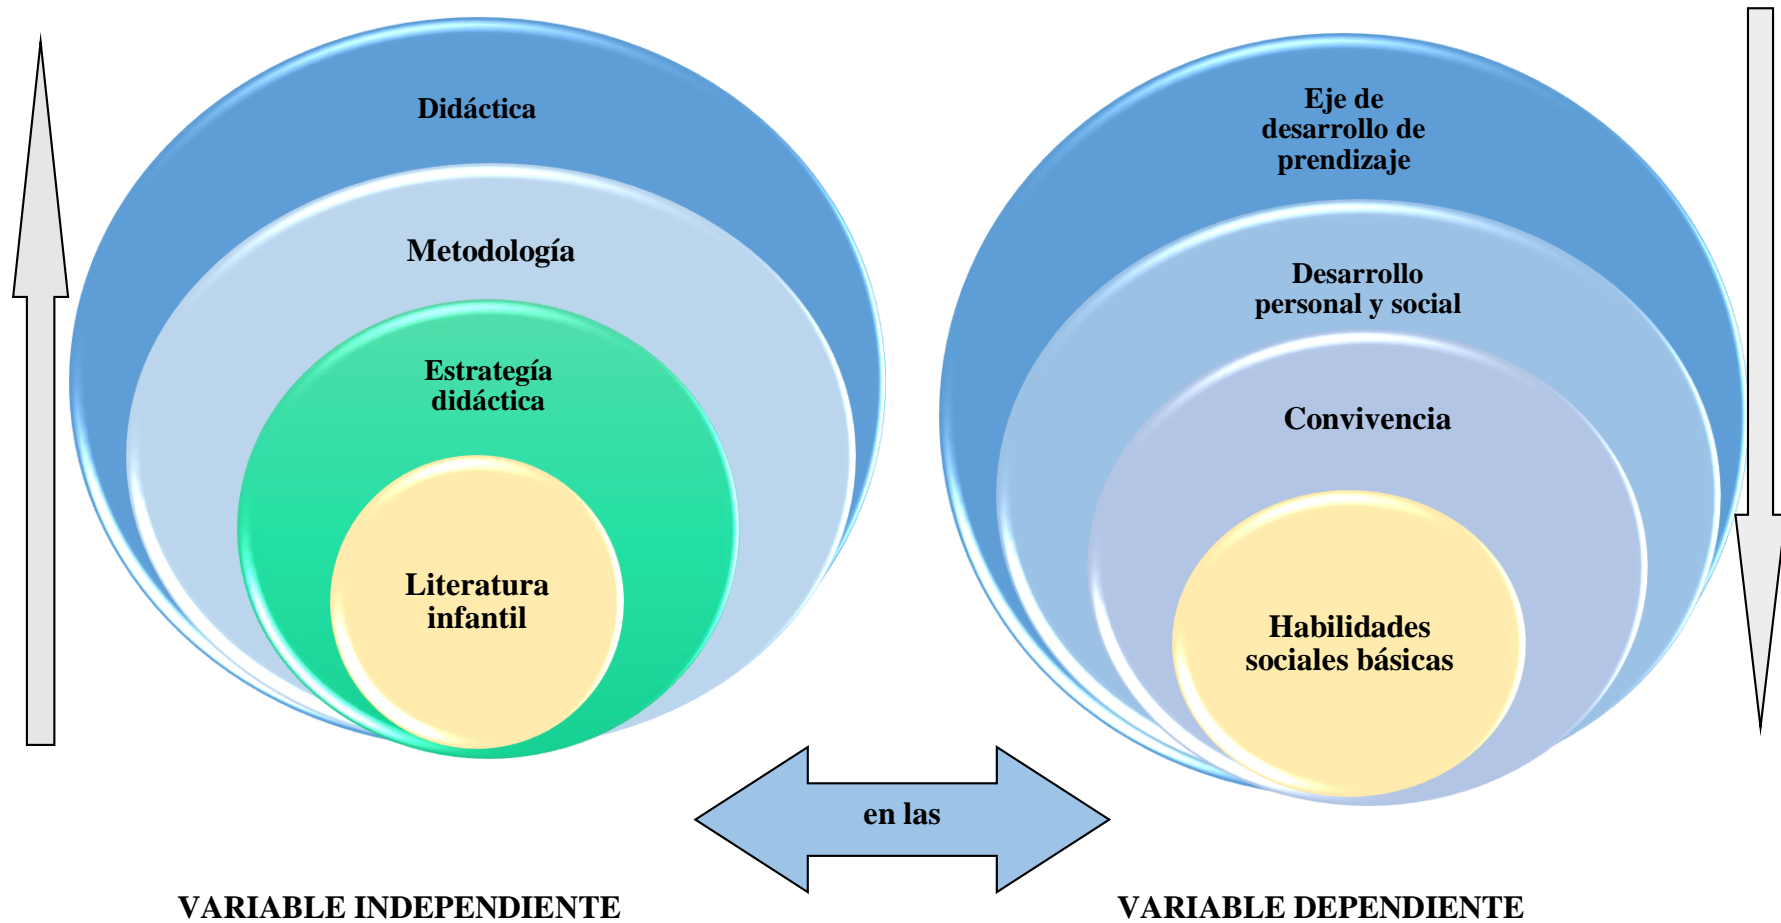 Didáctica
Metodología
Estrategía
didáctica
Literatura
infantil
Eje de
desarrollo de
prendizaje
Desarrollo
personal y social
Convivencia
Habilidades
sociales básicas
en las
VARIABLE INDEPENDIENTE
VARIABLE DEPENDIENTE